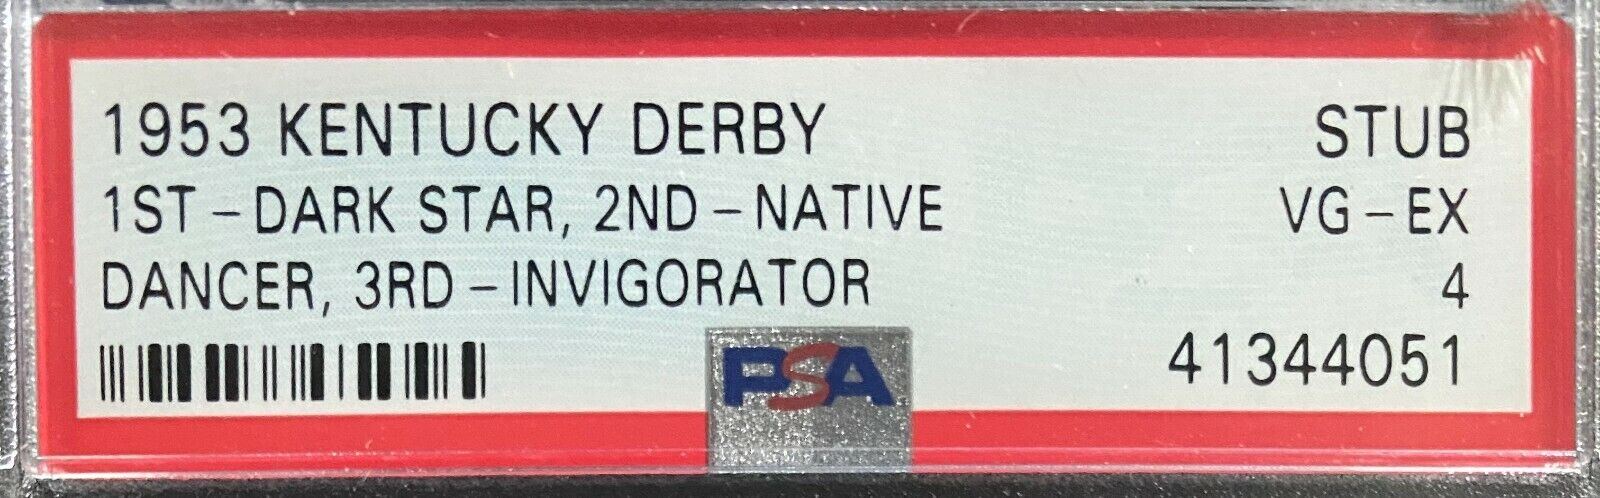 1953 KENTUCKY DERBY STUB
1ST - DARK STAR, 2ND - NATIVE VG - EX
DANCER, 3RD - INVIGORATOR 4
PSA 41344051